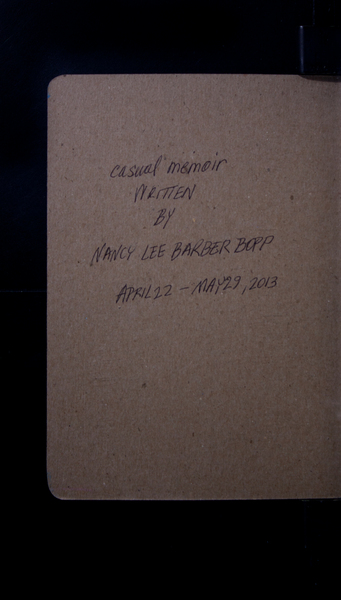 casual memoir
WRITTEN
BY
NANCY LEE BARBER BOPP
APRIL 22 - MAY 29, 2013